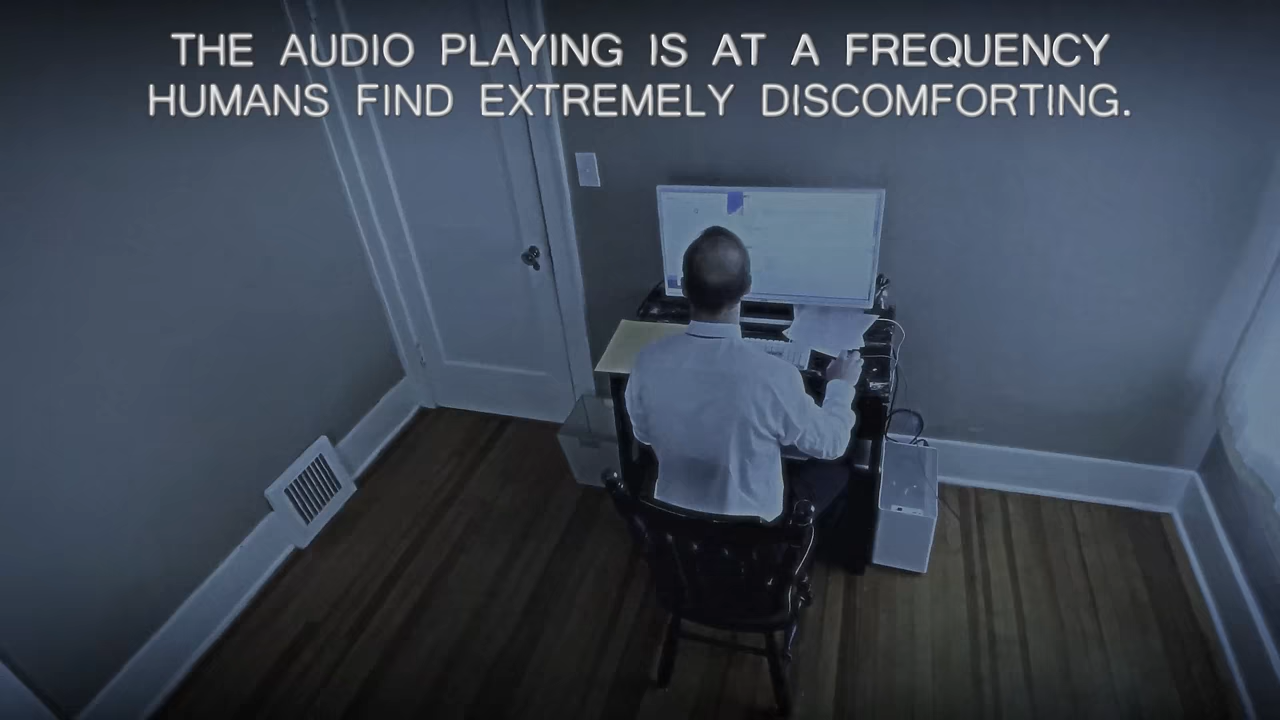 THE AUDIO PLAYING IS AT A FREQUENCY
HUMANS FIND EXTREMELY DISCOMFORTING.